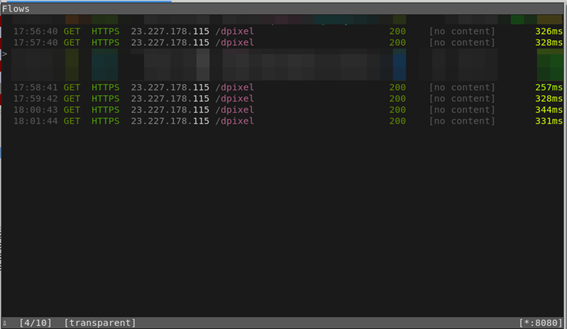 Flows
17:56:40 GET HTTPS 23.227.178.115 /dpixel 200 [no content] 326ms
17:57:40 GET HTTPS 23.227.178.115 /dpixel 200 [no content] 328ms
>
17:58:41 GET HTTPS 23.227.178.115 /dpixel 200 [no content] 257ms
17:59:42 GET HTTPS 23.227.178.115 /dpixel 200 [no content] 328ms
18:00:43 GET HTTPS 23.227.178.115 /dpixel 200 [no content] 344ms
18:01:44 GET HTTPS 23.227.178.115 /dpixel 200 [no content] 331ms
⇩ [4/10] [transparent] [*:8080]